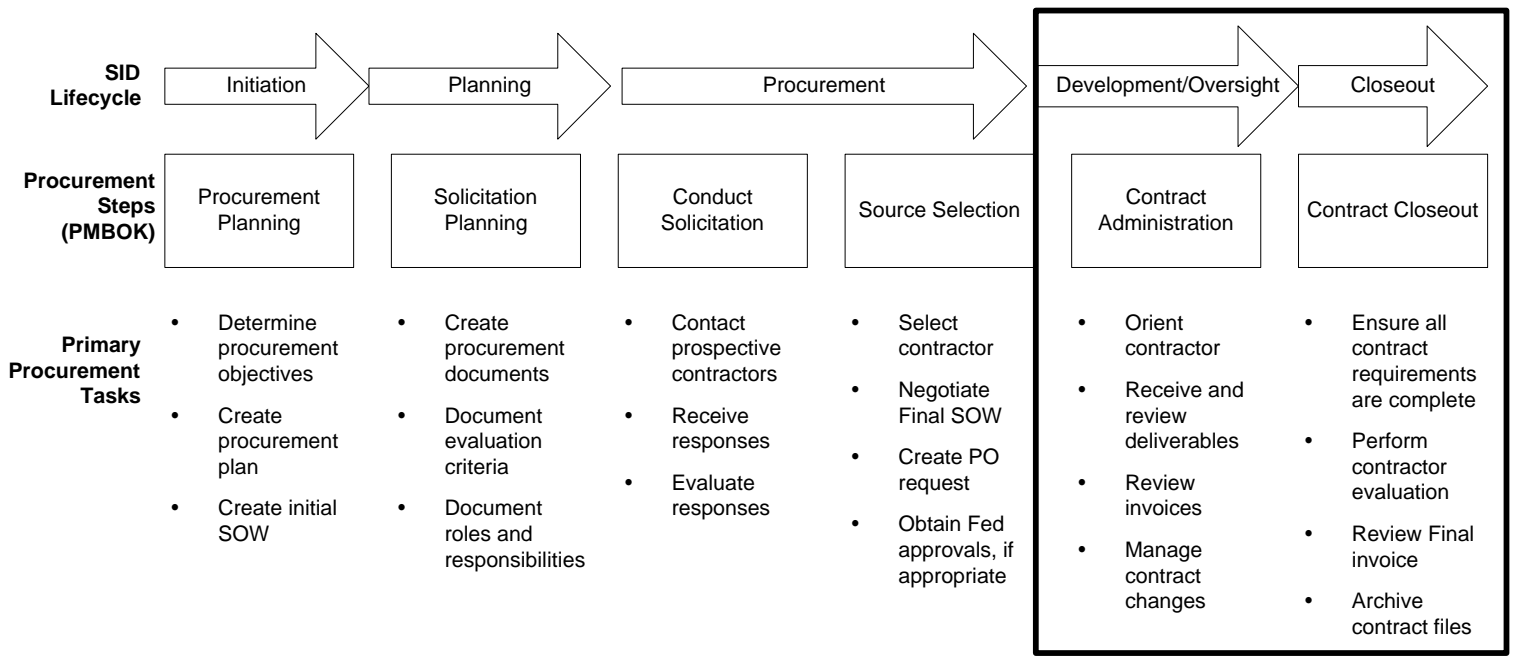 SID
Lifecycle
Initiation
Planning
Procurement
Development/Oversight
Closeout
Procurement
Steps
(PMBOK)
Procurement
Planning
Solicitation
Planning
Conduct
Solicitation
Source Selection
Contract
Administration
Contract Closeout
Primary
Procurement
Tasks
• Determine
procurement
objectives
• Create
procurement
plan
• Create initial
SOW
• Create
procurement
documents
• Document
evaluation
criteria
• Document
roles and
responsibilities
• Contact
prospective
contractors
• Receive
responses
• Evaluate
responses
• Select
contractor
• Negotiate
Final SOW
• Create PO
request
• Obtain Fed
approvals, if
appropriate
• Orient
contractor
• Receive and
review
deliverables
• Review
invoices
• Manage
contract
changes
• Ensure all
contract
requirements
are complete
• Perform
contractor
evaluation
• Review Final
invoice
• Archive
contract files